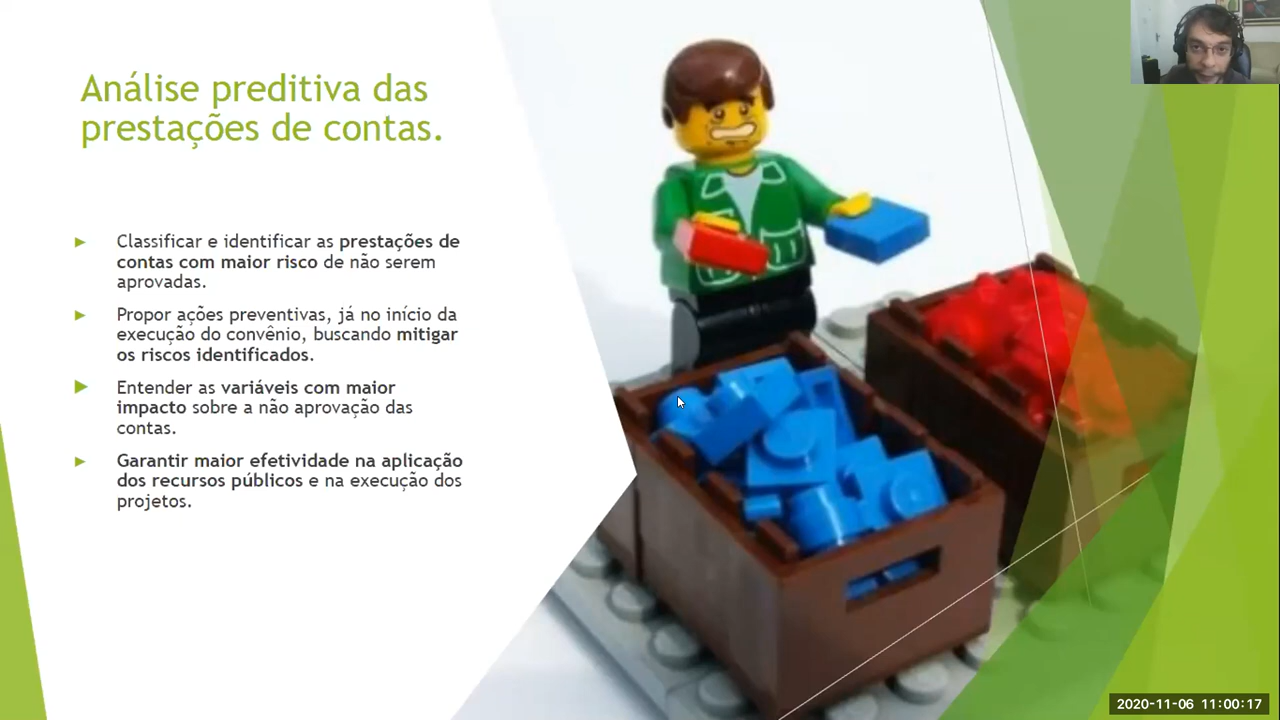 Análise preditiva das
prestações de contas.
Classificar e identificar as prestações de
contas com maior risco de não serem
aprovadas.
Propor ações preventivas, já no início da
execução do convênio, buscando mitigar
os riscos identificados.
Entender as variáveis com maior
impacto sobre a não aprovação das
contas.
Garantir maior efetividade na aplicação
dos recursos públicos e na execução dos
projetos.
2020-11-06 11:00:17